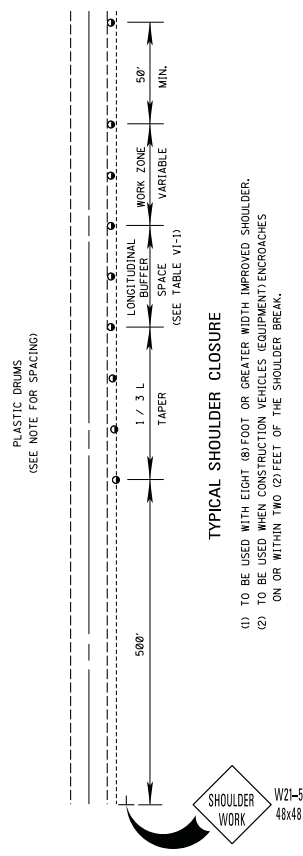 PLASTIC DRUMS
(SEE NOTE FOR SPACING)
50'
MIN.
WORK ZONE
VARIABLE
LONGITUDINAL
BUFFER
SPACE
(SEE TABLE VI-1)
1 / 3 L
TAPER
500'
TYPICAL SHOULDER CLOSURE
(1) TO BE USED WITH EIGHT (8) FOOT OR GREATER WIDTH IMPROVED SHOULDER.
(2) TO BE USED WHEN CONSTRUCTION VEHICLES (EQUIPMENT) ENCROACHES
ON OR WITHIN TWO (2) FEET OF THE SHOULDER BREAK.
SHOULDER
WORK
W21-5
48x48